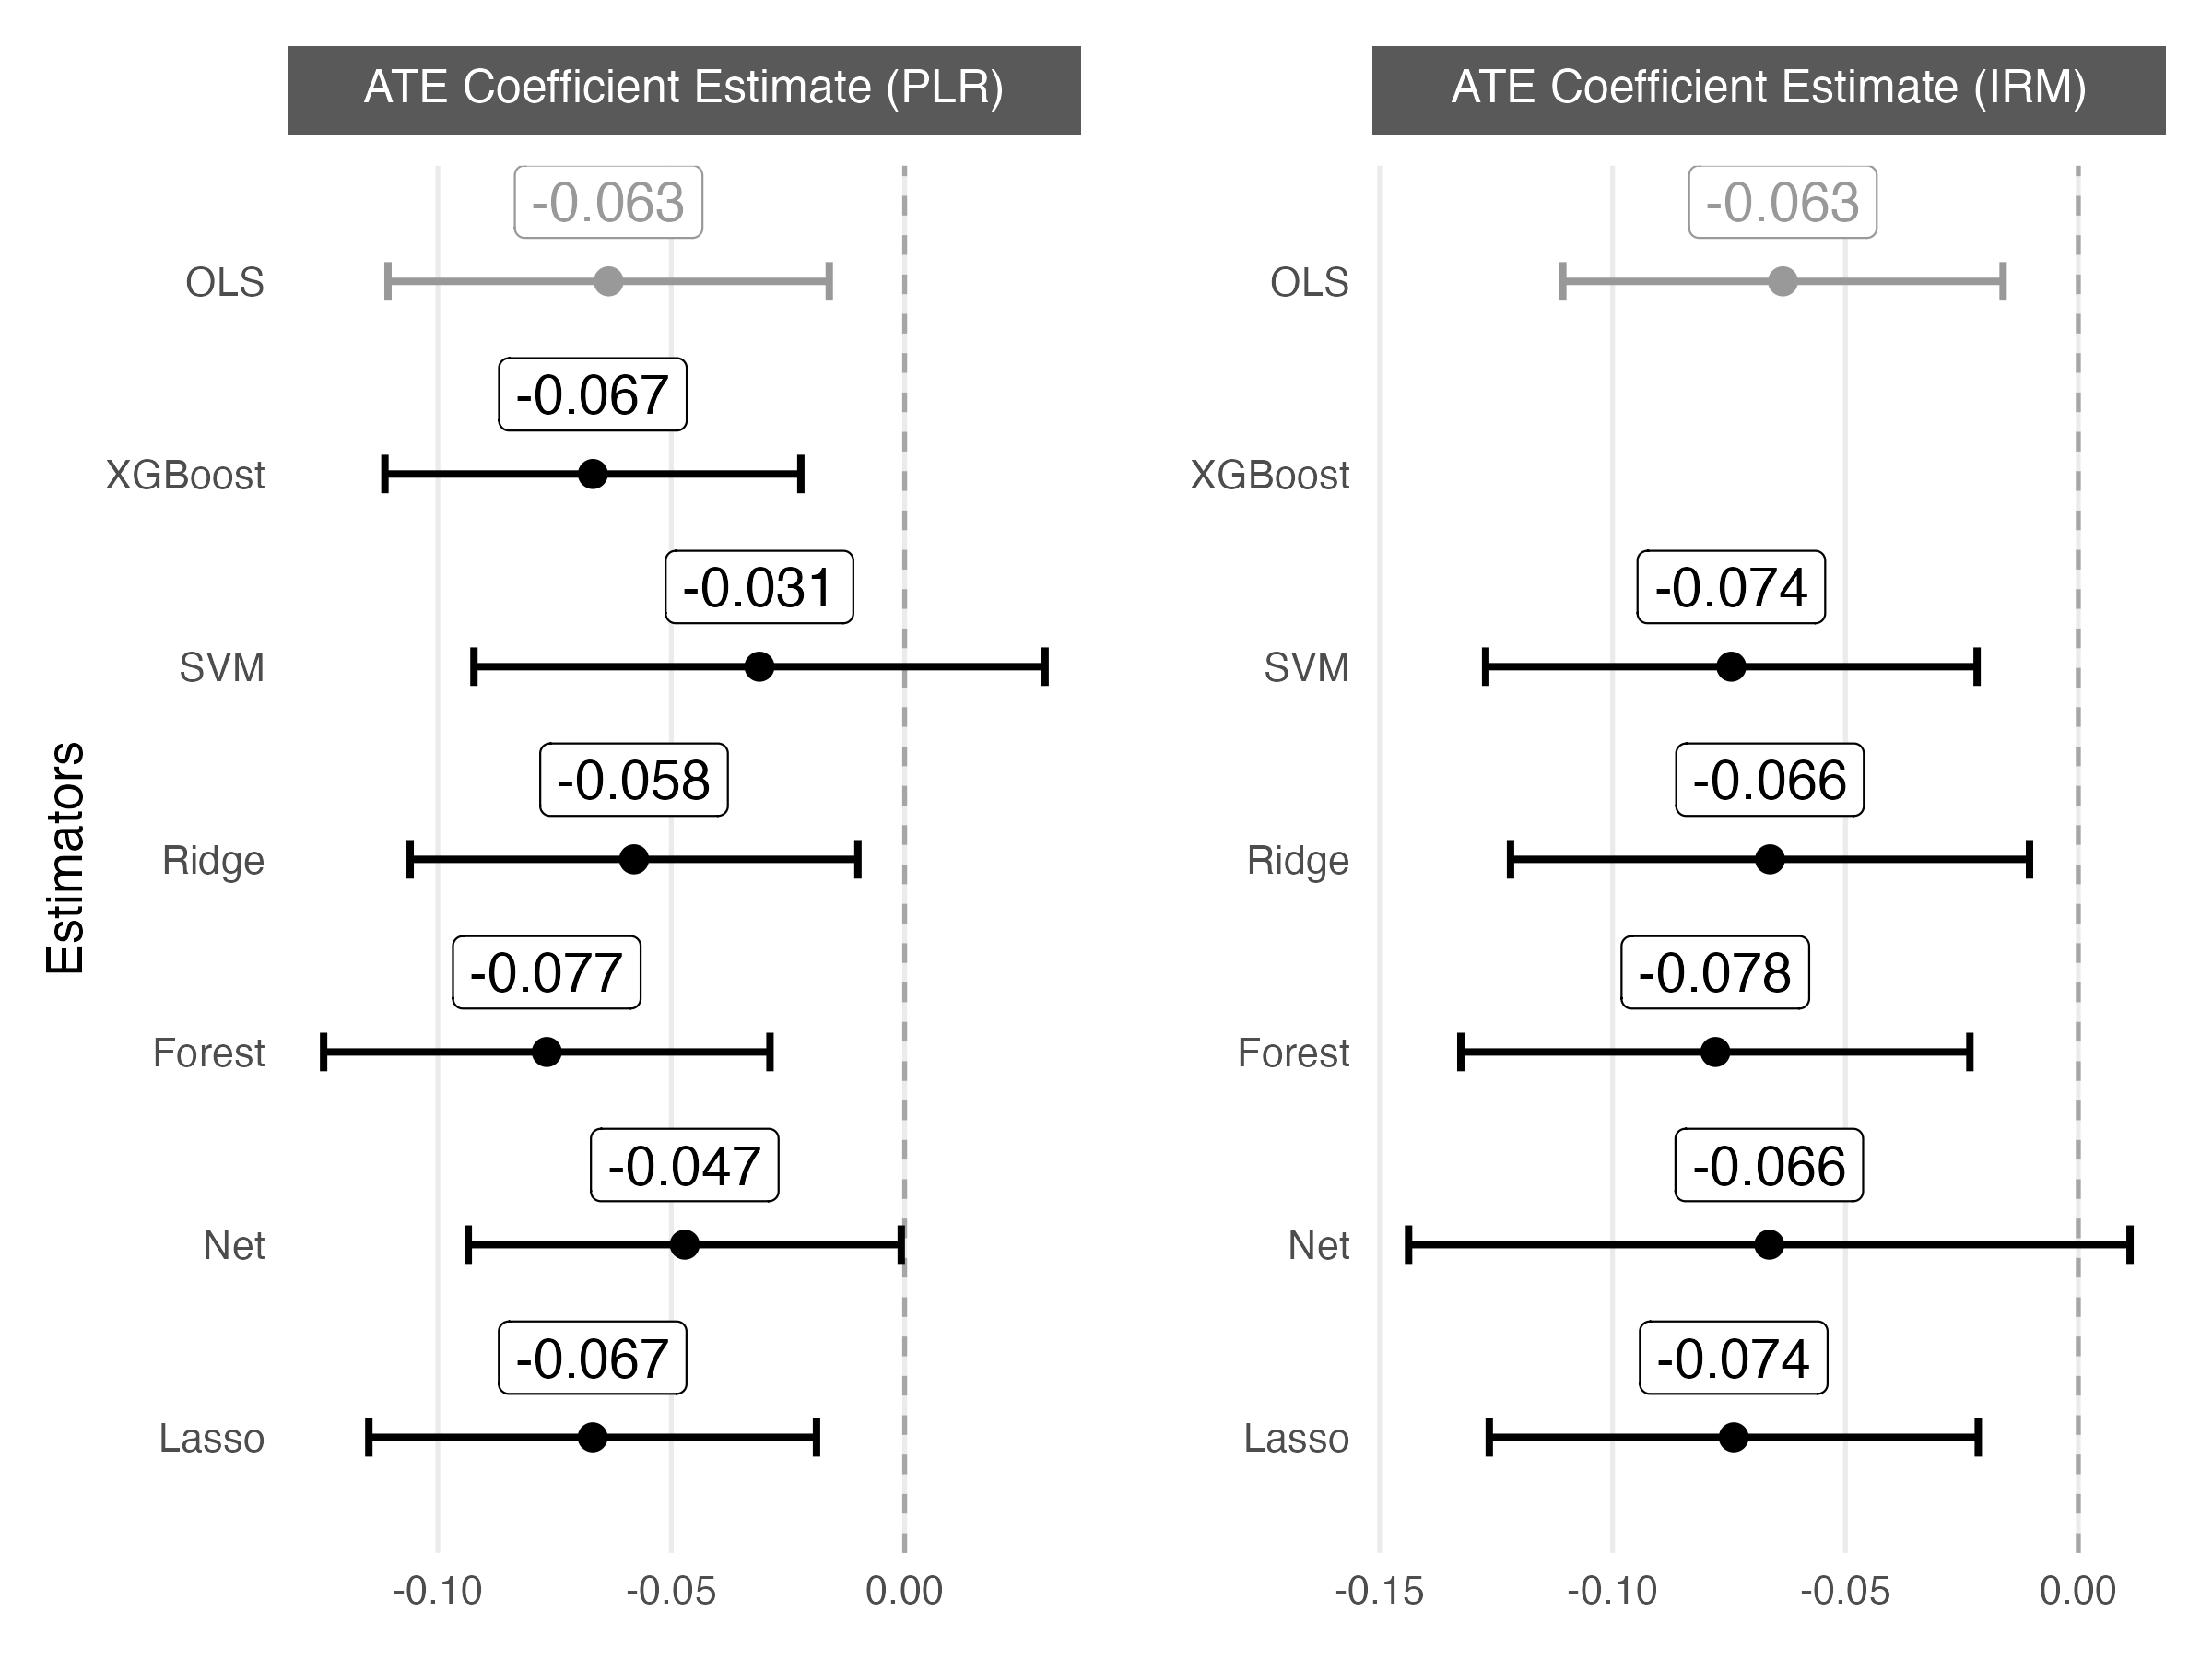 ATE Coefficient Estimate (PLR)
-0.063
OLS
-0.067
XGBoost
-0.031
SVM
-0.058
Ridge
-0.077
Forest
-0.047
Net
-0.067
Lasso
-0.10 -0.05 0.00
Estimators
ATE Coefficient Estimate (IRM)
-0.063
OLS
XGBoost
-0.074
SVM
-0.066
Ridge
-0.078
Forest
-0.066
Net
-0.074
Lasso
-0.15 -0.10 -0.05 0.00